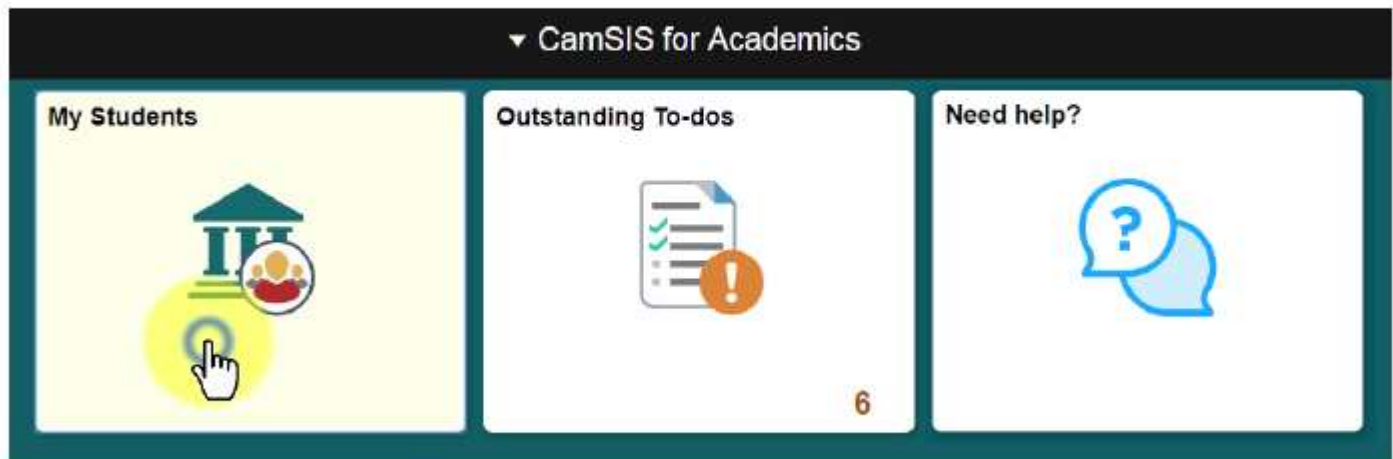 CamSIS for Academics
My Students
Outstanding To-dos
Need help?
?
!
6